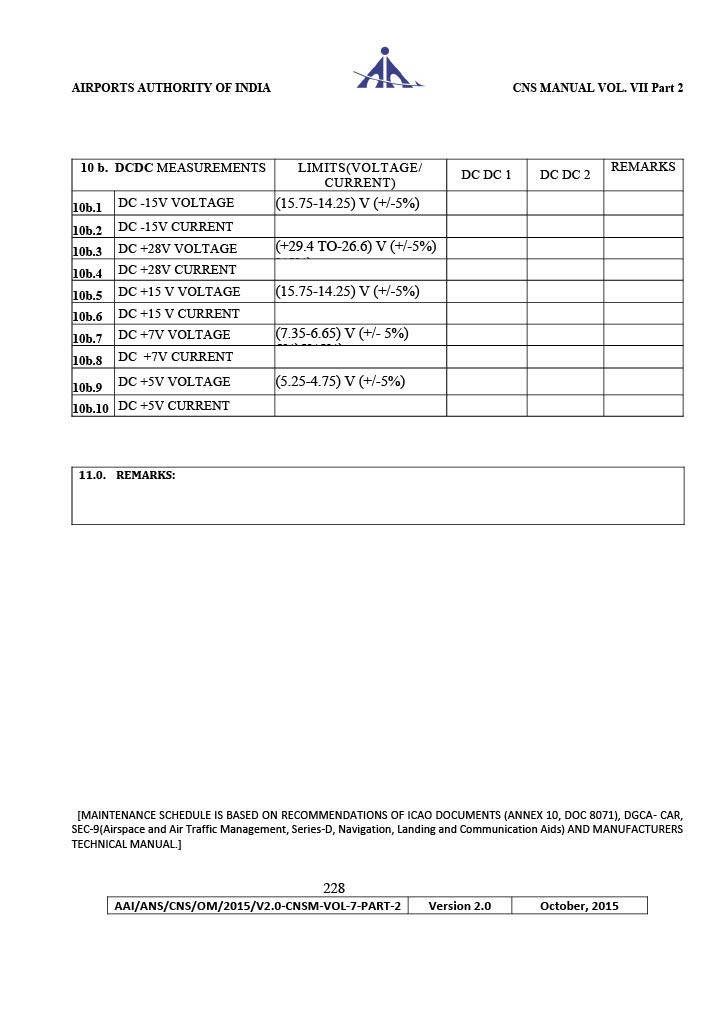 AIRPORTS AUTHORITY OF INDIA CNS MANUAL VOL. VII Part 2
10 b. DCDC MEASUREMENTS LIMITS(VOLTAGE/ CURRENT) DC DC 1 DC DC 2 REMARKS
10b.1 DC -15V VOLTAGE (15.75-14.25) V (+/-5%)
10b.2 DC -15V CURRENT
10b.3 DC +28V VOLTAGE (+29.4 TO-26.6) V (+/-5%)
10b.4 DC +28V CURRENT
10b.5 DC +15 V VOLTAGE (15.75-14.25) V (+/-5%)
10b.6 DC +15 V CURRENT
10b.7 DC +7V VOLTAGE (7.35-6.65) V (+/- 5%)
10b.8 DC +7V CURRENT
10b.9 DC +5V VOLTAGE (5.25-4.75) V (+/-5%)
10b.10 DC +5V CURRENT
11.0. REMARKS:
[MAINTENANCE SCHEDULE IS BASED ON RECOMMENDATIONS OF ICAO DOCUMENTS (ANNEX 10, DOC 8071), DGCA- CAR,
SEC-9(Airspace and Air Traffic Management, Series-D, Navigation, Landing and Communication Aids) AND MANUFACTURERS
TECHNICAL MANUAL.]
228
AAI/ANS/CNS/OM/2015/V2.0-CNSM-VOL-7-PART-2 Version 2.0 October, 2015